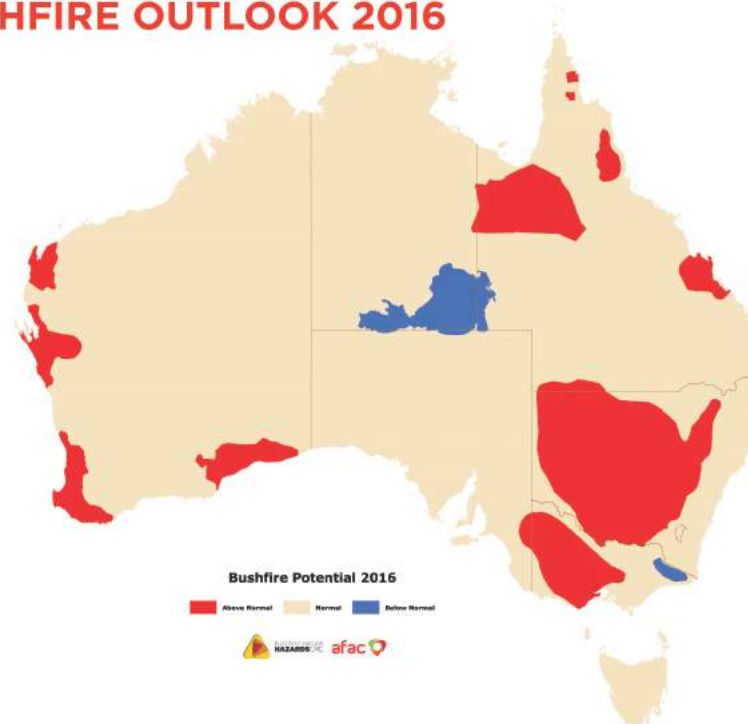 HFIRE OUTLOOK 2016
Bushfire Potential 2016
Above Normal Normal Below Normal
HAZARDS
afac